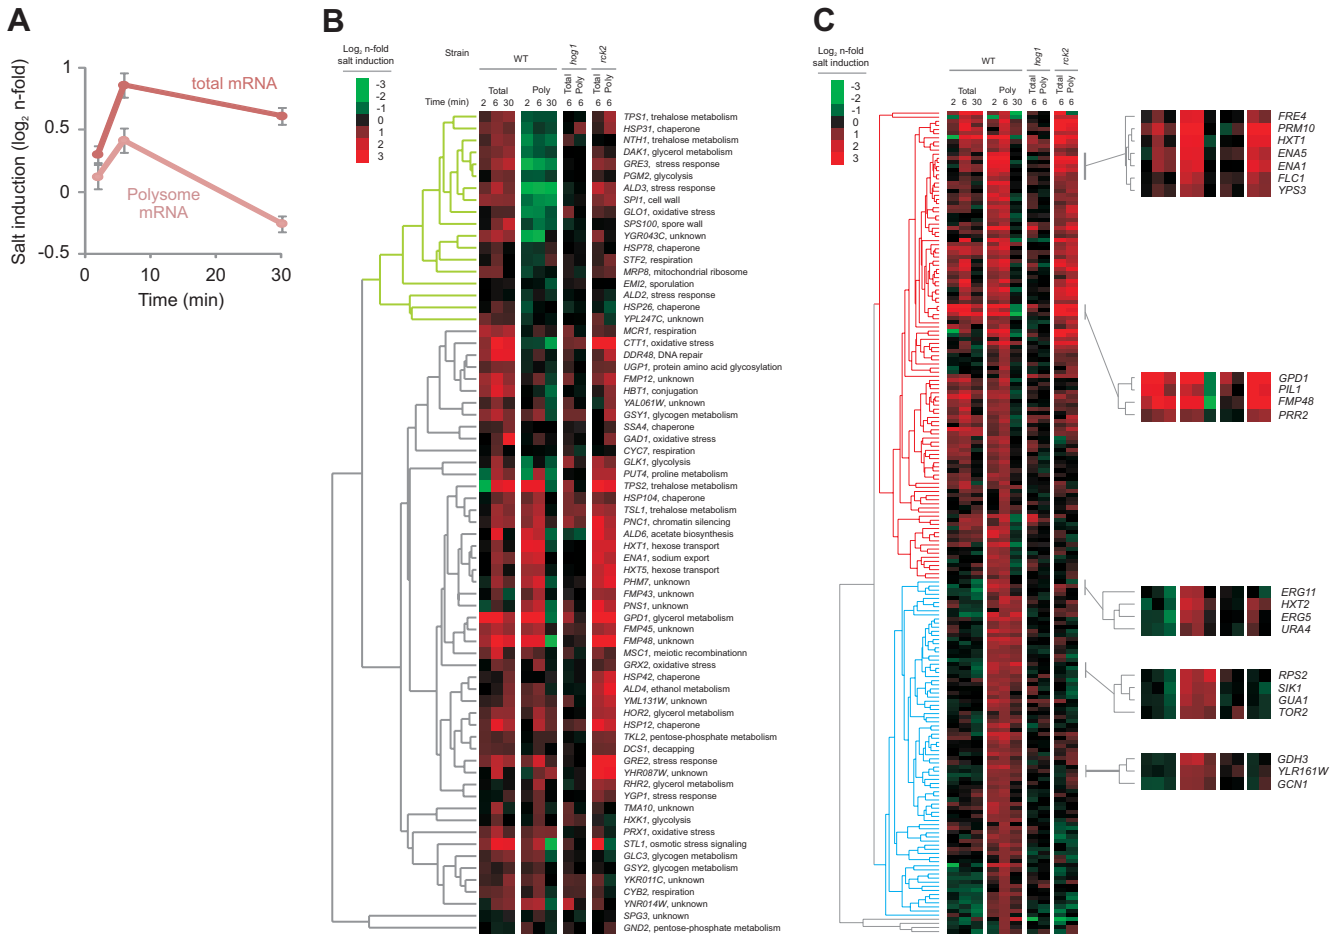 A
Salt induction (log2 n-fold)
1
0.5
0
-0.5
total mRNA
Polysome
mRNA
0
10
20
30
Time (min)
B
Log2 n-fold
salt induction
-3
-2
-1
0
1
2
3
Strain
WT
hog1
rck2
Total
Poly
Total
Poly
Total
Poly
Time (min)
2 6 30
2 6 30
6 6
6 6
TPS1, trehalose metabolism
HSP31, chaperone
NTH1, trehalose metabolism
DAK1, glycerol metabolism
GRE3, stress response
PGM2, glycolysis
ALD3, stress response
SPI1, cell wall
GLO1, oxidative stress
SPS100, spore wall
YGR043C, unknown
HSP78, chaperone
STF2, respiration
MRP8, mitochondrial ribosome
EMI2, sporulation
ALD2, stress response
HSP26, chaperone
YPL247C, unknown
MCR1, respiration
CTT1, oxidative stress
DDR48, DNA repair
UGP1, protein amino acid glycosylation
FMP12, unknown
HBT1, conjugation
YAL061W, unknown
GSY1, glycogen metabolism
SSA4, chaperone
GAD1, oxidative stress
CYC7, respiration
GLK1, glycolysis
PUT4, proline metabolism
TPS2, trehalose metabolism
HSP104, chaperone
TSL1, trehalose metabolism
PNC1, chromatin silencing
ALD6, acetate biosynthesis
HXT1, hexose transport
ENA1, sodium export
HXT5, hexose transport
PHM7, unknown
FMP43, unknown
PNS1, unknown
GPD1, glycerol metabolism
FMP45, unknown
FMP48, unknown
MSC1, meiotic recombinationn
GRX2, oxidative stress
HSP42, chaperone
ALD4, ethanol metabolism
YML131W, unknown
HOR2, glycerol metabolism
HSP12, chaperone
TKL2, pentose-phosphate metabolism
DCS1, decapping
GRE2, stress response
YHR087W, unknown
RHR2, glycerol metabolism
YGP1, stress response
TMA10, unknown
HXK1, glycolysis
PRX1, oxidative stress
STL1, osmotic stress signaling
GLC3, glycogen metabolism
GSY2, glycogen metabolism
YKR011C, unknown
CYB2, respiration
YNR014W, unknown
SPG3, unknown
GND2, pentose-phosphate metabolism
C
Log2 n-fold
salt induction
-3
-2
-1
0
1
2
3
WT
hog1
rck2
Total
Poly
Total
Poly
Total
Poly
2 6 30
2 6 30
6 6
6 6
FRE4
PRM10
HXT1
ENA5
ENA1
FLC1
YPS3
GPD1
PIL1
FMP48
PRR2
ERG11
HXT2
ERG5
URA4
RPS2
SIK1
GUA1
TOR2
GDH3
YLR161W
GCN1